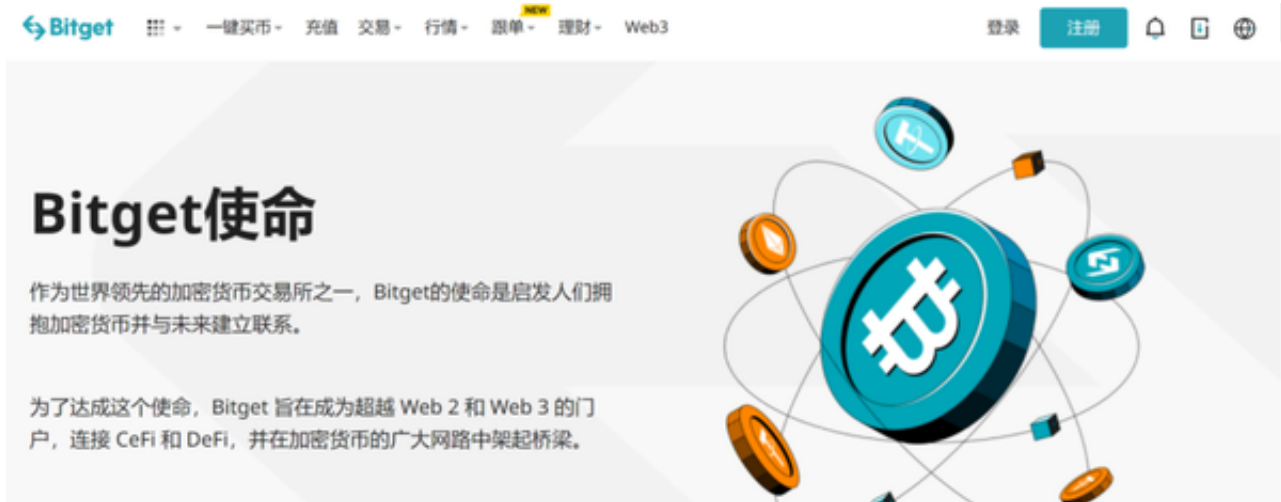 Bitget 一键买币 充值 交易 行情 跟单 NEW 理财 Web3 登录 注册
Bitget使命
作为世界领先的加密货币交易所之一，Bitget的使命是启发人们拥
抱加密货币并与未来建立联系。
为了达成这个使命，Bitget 旨在成为超越 Web 2 和 Web 3 的门
户，连接 CeFi 和 DeFi，并在加密货币的广大网路中架起桥梁。